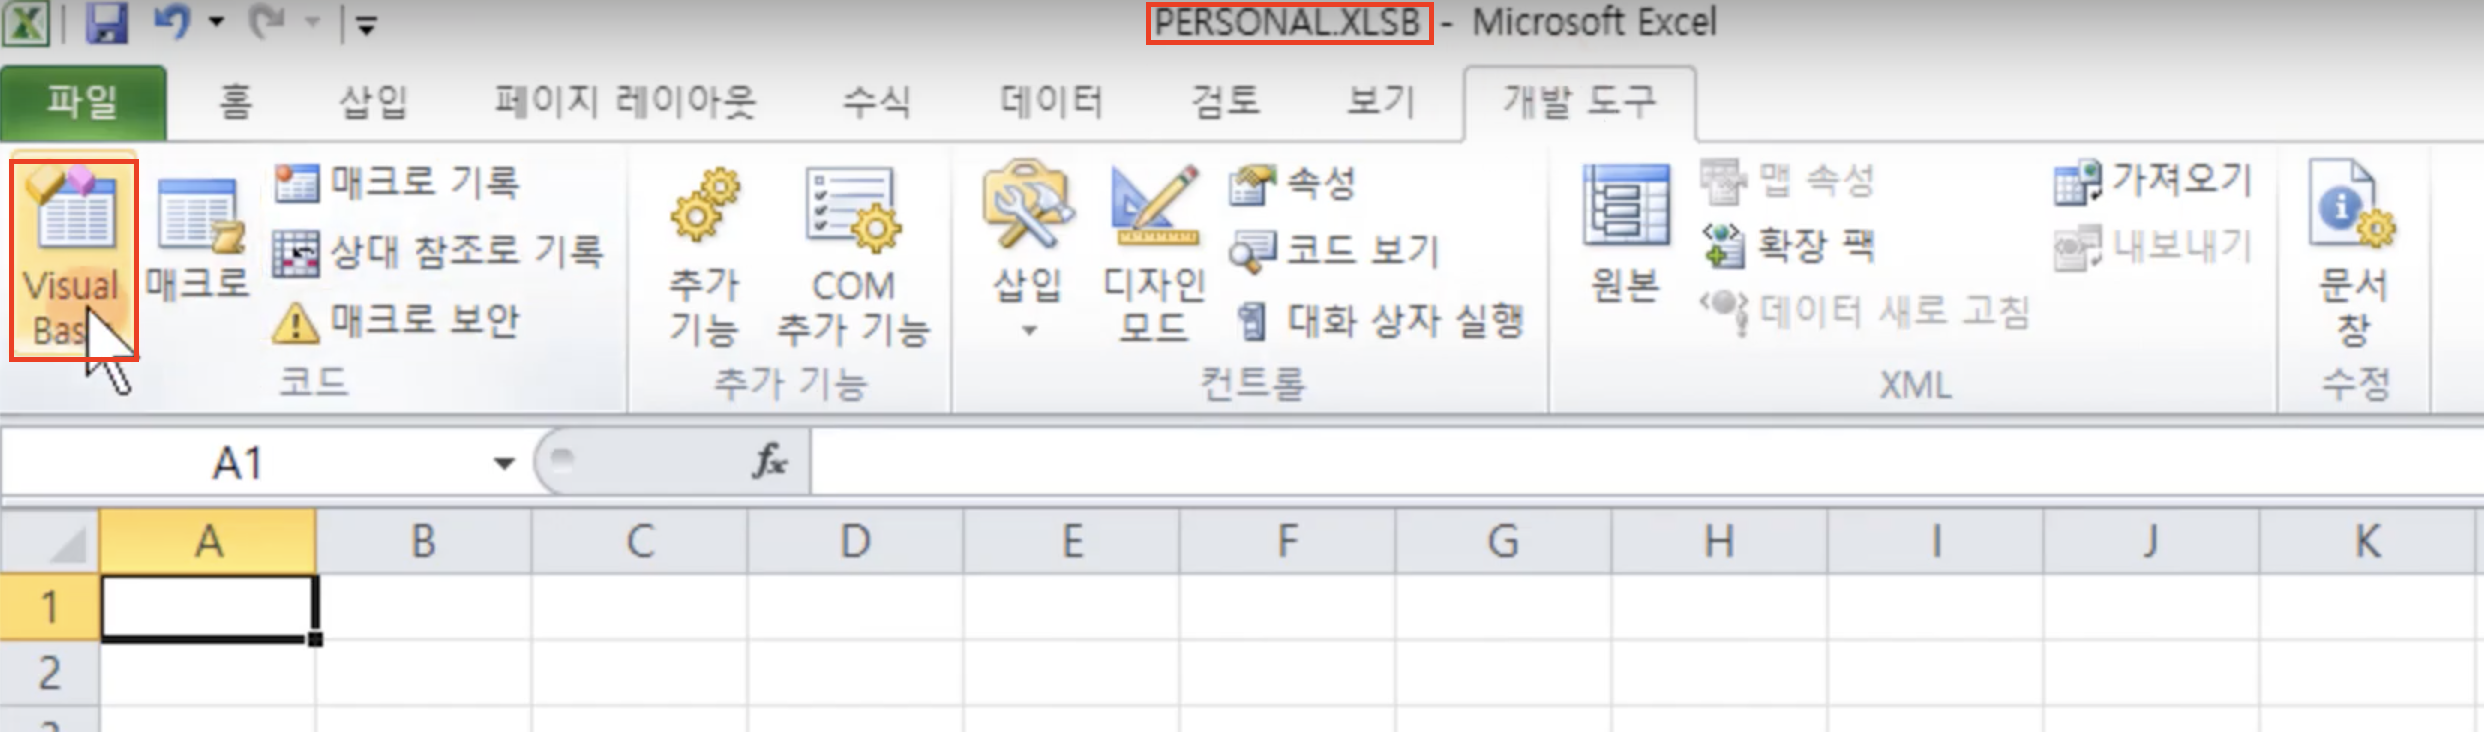 PERSONAL.XLSB - Microsoft Excel
파일 홈 삽입 페이지 레이아웃 수식 데이터 검토 보기 개발 도구
Visual
매크로
매크로 기록
상대 참조로 기록
매크로 보안
코드
추가
기능
COM
추가 기능
추가 기능
삽입
디자인
모드
속성
코드 보기
대화 상자 실행
컨트롤
원본
맵 속성
확장 팩
데이터 새로 고침
가져오기
내보내기
XML
문서
창
수정
A1 fx
A B C D E F G H I J K
1
2